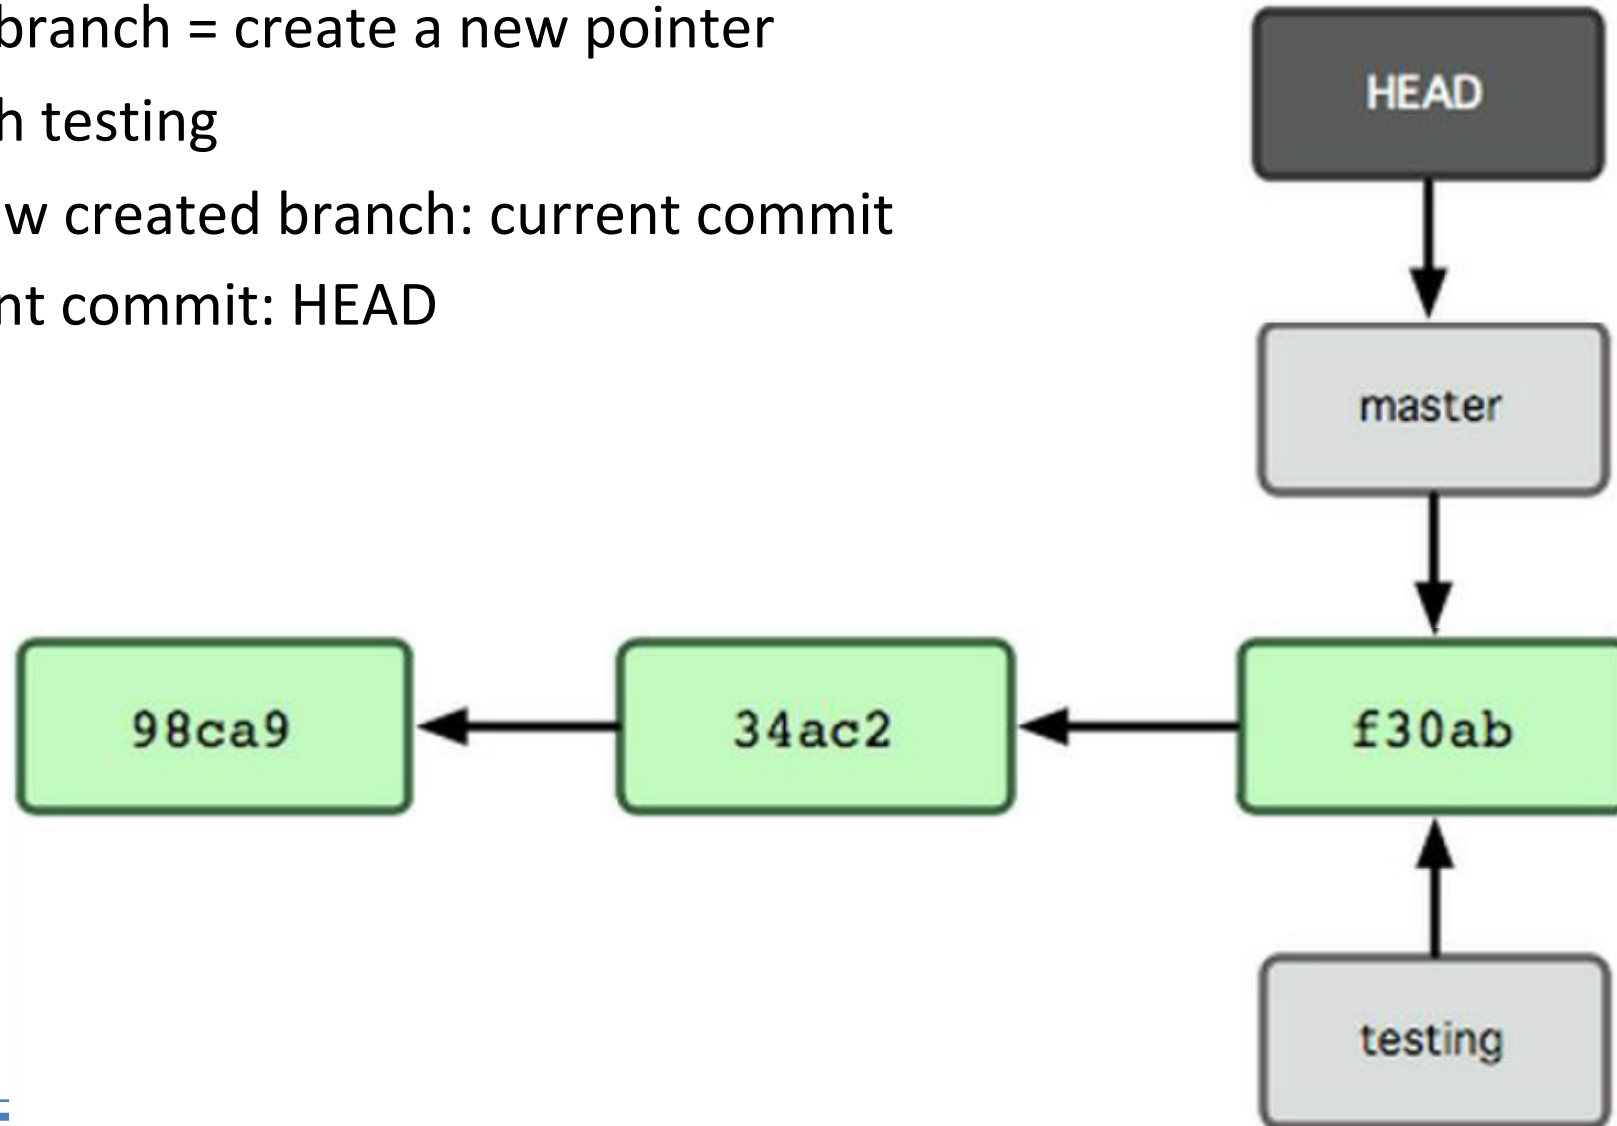 branch = create a new pointer
h testing
w created branch: current commit
nt commit: HEAD
HEAD
master
98ca9
34ac2
f30ab
testing